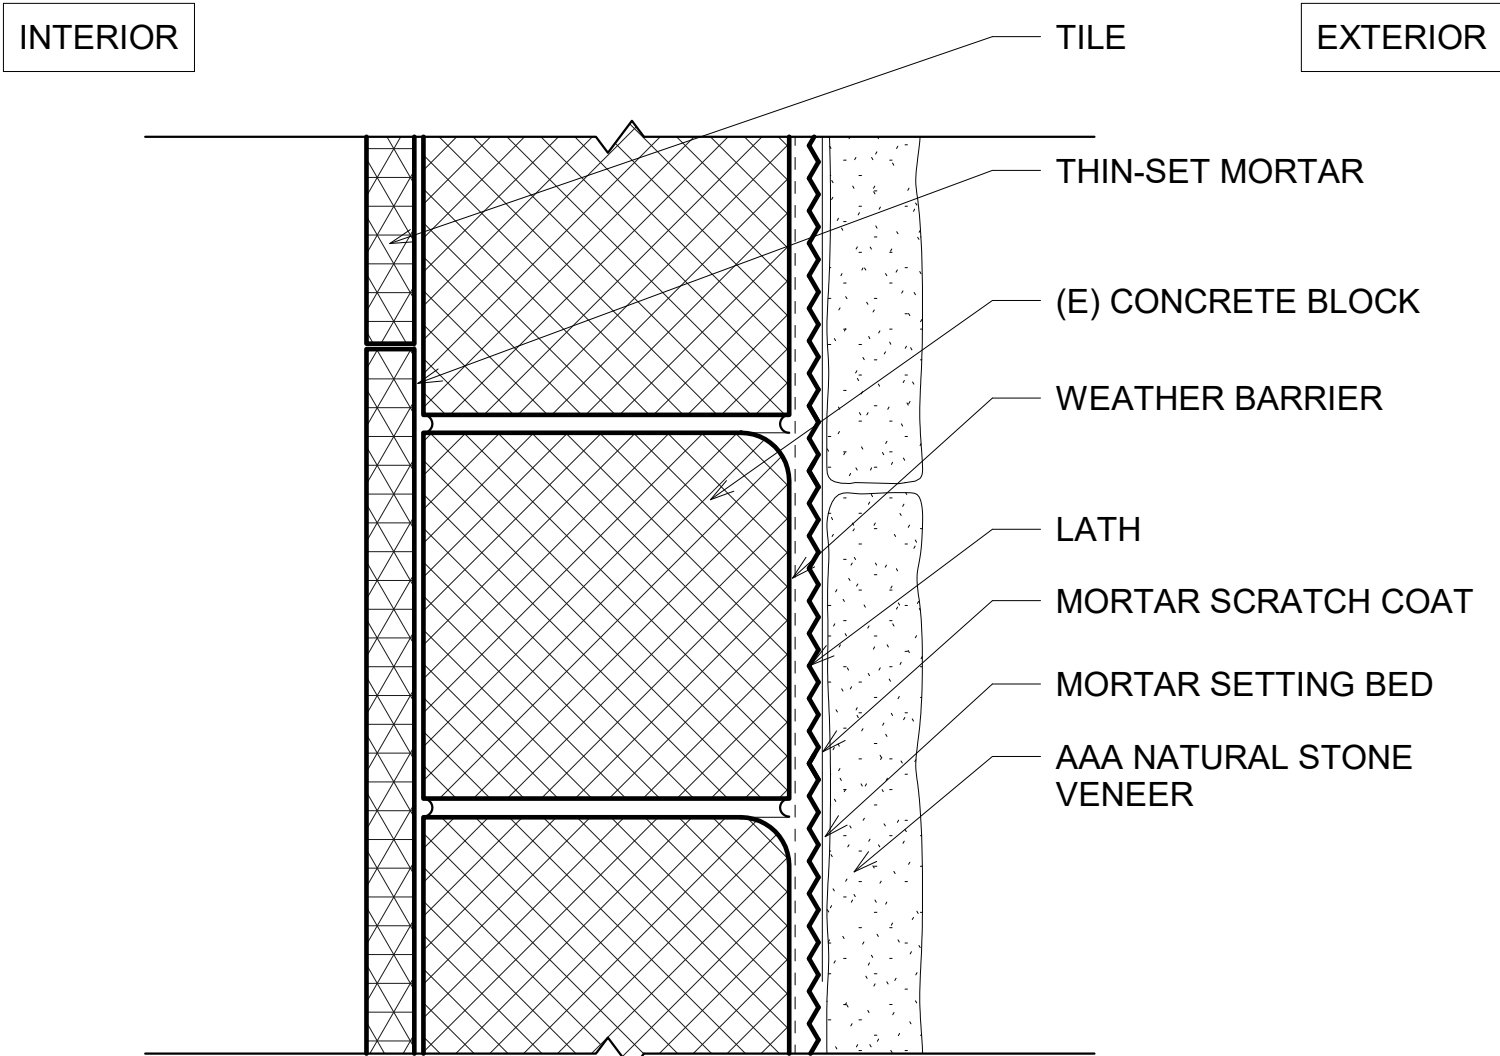 INTERIOR
TILE
EXTERIOR
THIN-SET MORTAR
(E) CONCRETE BLOCK
WEATHER BARRIER
LATH
MORTAR SCRATCH COAT
MORTAR SETTING BED
AAA NATURAL STONE
VENEER